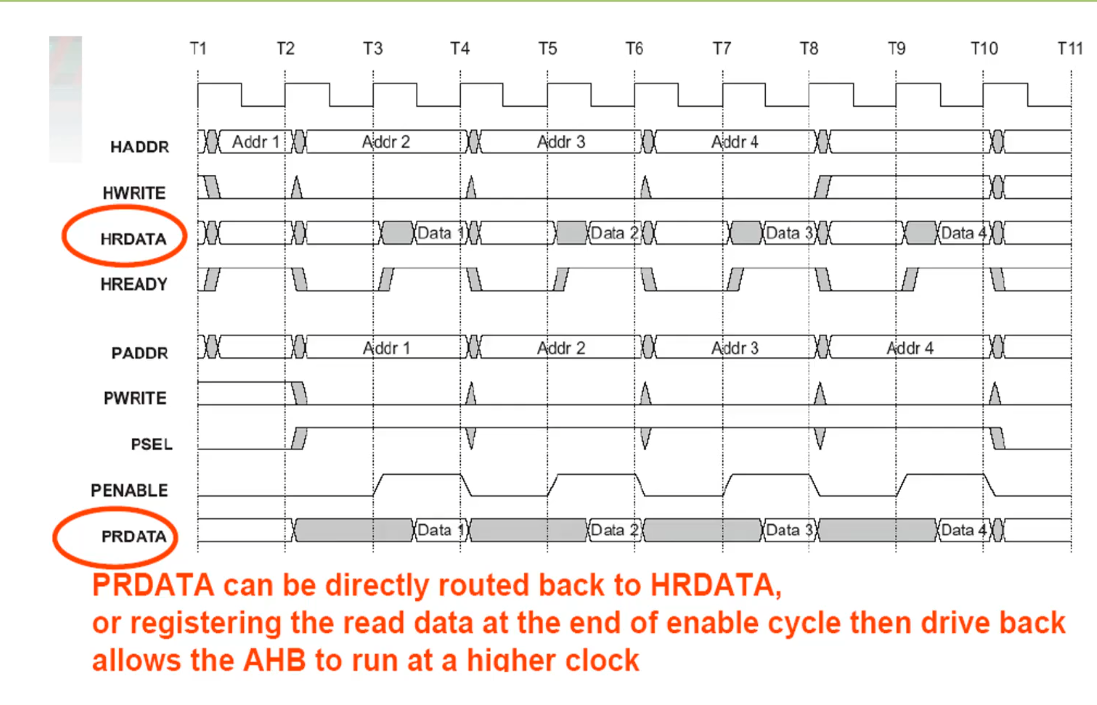 T1 T2 T3 T4 T5 T6 T7 T8 T9 T10 T11
HADDR Addr 1 Addr 2 Addr 3 Addr 4
HWRITE
HRDATA Data 1 Data 2 Data 3 Data 4
HREADY
PADDR Addr 1 Addr 2 Addr 3 Addr 4
PWRITE
PSEL
PENABLE
PRDATA Data 1 Data 2 Data 3 Data 4
PRDATA can be directly routed back to HRDATA,
or registering the read data at the end of enable cycle then drive back
allows the AHB to run at a higher clock